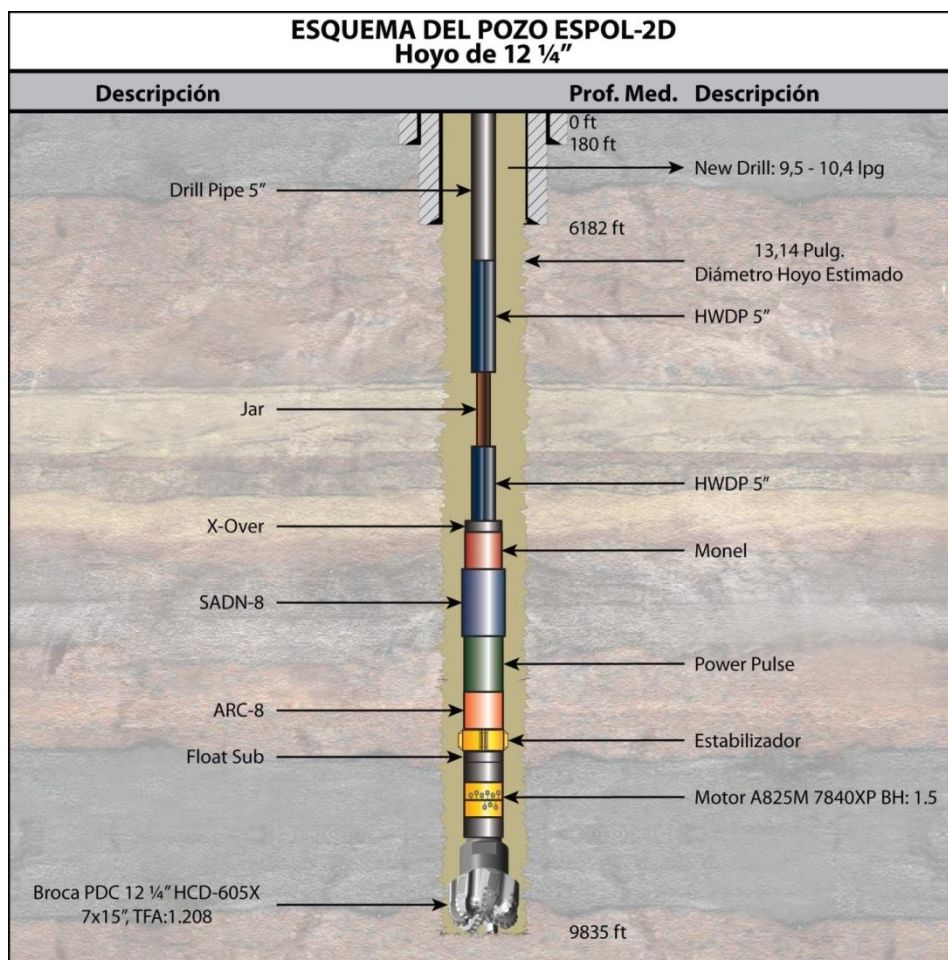 ESQUEMA DEL POZO ESPOL-2D
Hoyo de 12 ¼”
Descripción Prof. Med. Descripción
0 ft
180 ft
New Drill: 9,5 - 10,4 lpg
Drill Pipe 5”
6182 ft
13,14 Pulg.
Diámetro Hoyo Estimado
HWDP 5”
Jar
HWDP 5”
X-Over
Monel
SADN-8
Power Pulse
ARC-8
Estabilizador
Float Sub
Motor A825M 7840XP BH: 1.5
Broca PDC 12 ¼” HCD-605X
7x15”, TFA:1.208
9835 ft